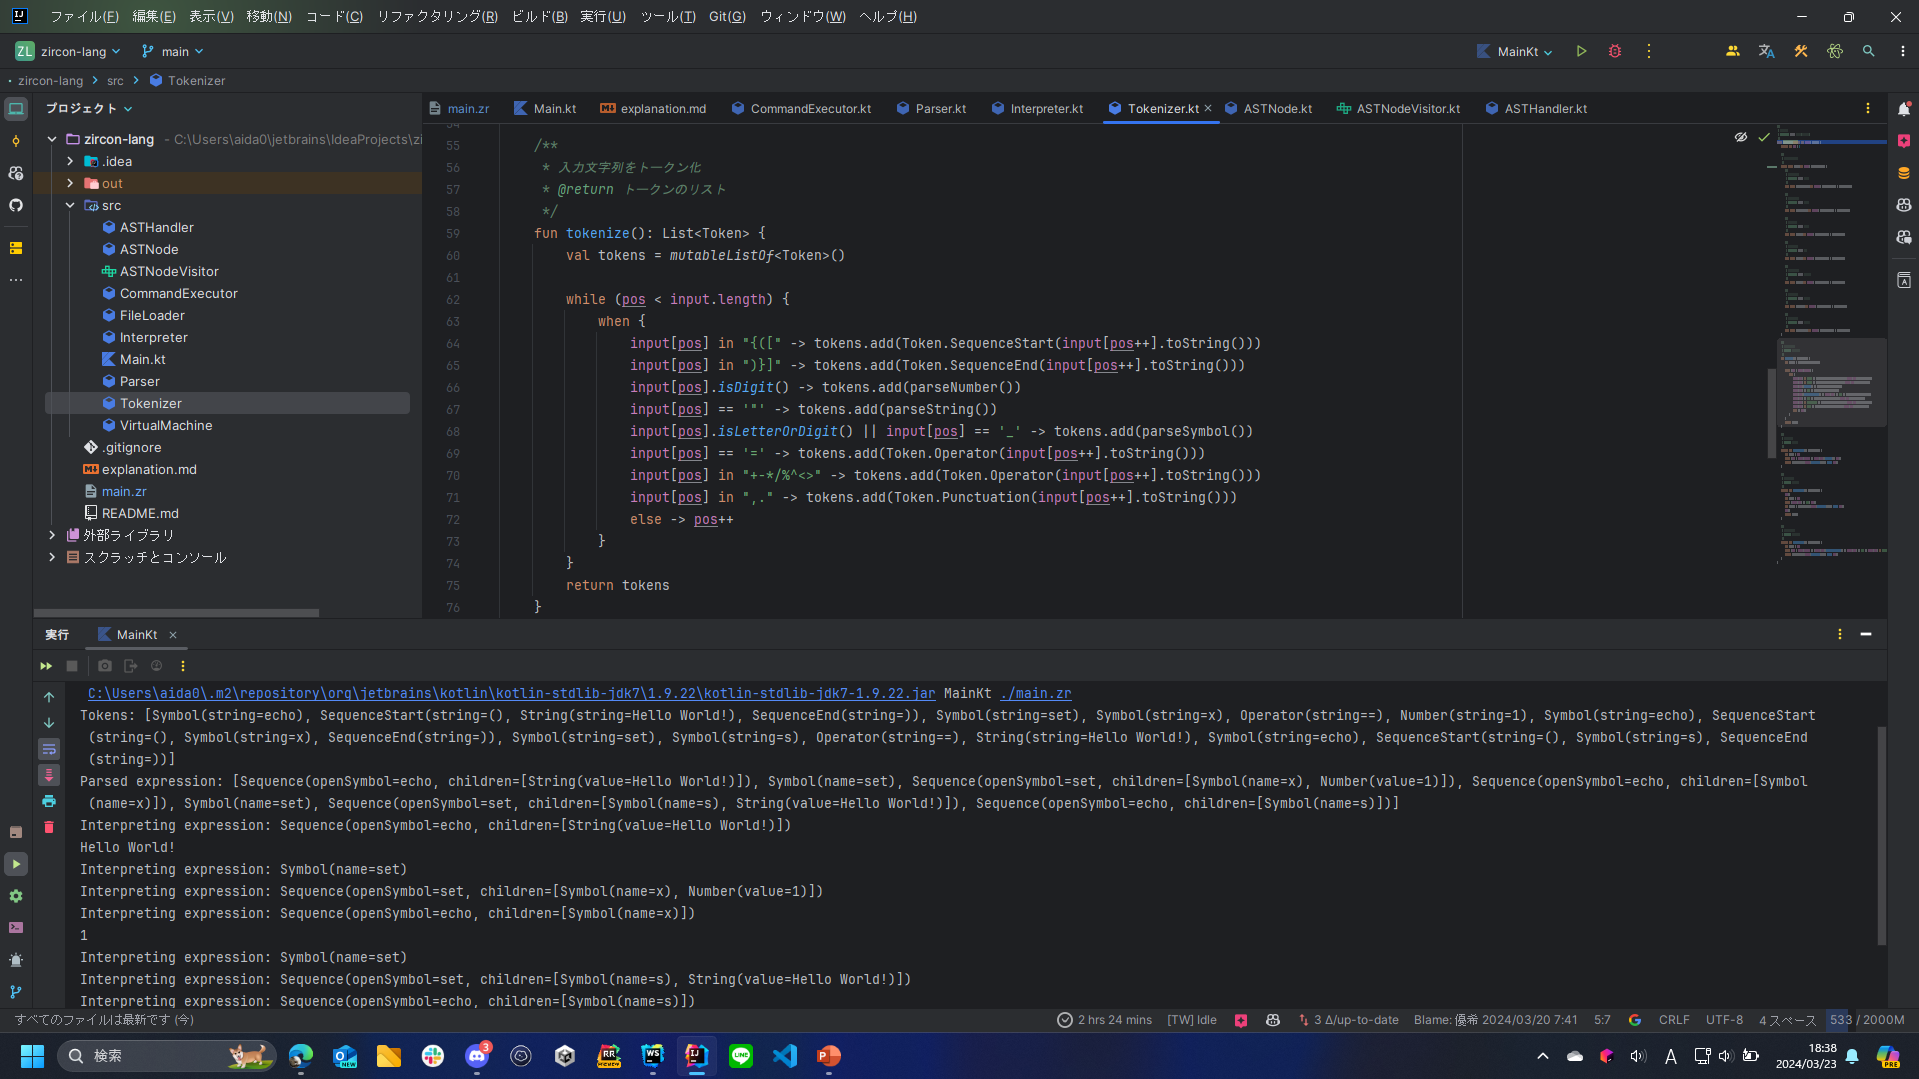 ファイル(F) 編集(E) 表示(V) 移動(N) コード(C) リファクタリング(R) ビルド(B) 実行(U) ツール(T) Git(G) ウィンドウ(W) ヘルプ(H)
ZL zircon-lang main MainKt
zircon-lang > src > Tokenizer
プロジェクト
main.zr Main.kt explanation.md CommandExecutor.kt Parser.kt Interpreter.kt Tokenizer.kt ASTNode.kt ASTNodeVisitor.kt ASTHandler.kt
zircon-lang - C:\Users\aida0\jetbrains\IdeaProjects\zi
.idea
out
src
ASTHandler
ASTNode
ASTNodeVisitor
CommandExecutor
FileLoader
Interpreter
Main.kt
Parser
Tokenizer
VirtualMachine
.gitignore
explanation.md
main.zr
README.md
外部ライブラリ
スクラッチとコンソール
55 /**
56 * 入力文字列をトークン化
57 * @return トークンのリスト
58 */
59 fun tokenize(): List<Token> {
60 val tokens = mutableListOf<Token>()
61
62 while (pos < input.length) {
63 when {
64 input[pos] in "{([" -> tokens.add(Token.SequenceStart(input[pos++].toString()))
65 input[pos] in ")}]" -> tokens.add(Token.SequenceEnd(input[pos++].toString()))
66 input[pos].isDigit() -> tokens.add(parseNumber())
67 input[pos] == '"' -> tokens.add(parseString())
68 input[pos].isLetterOrDigit() || input[pos] == '_' -> tokens.add(parseSymbol())
69 input[pos] == '=' -> tokens.add(Token.Operator(input[pos++].toString()))
70 input[pos] in "+-*/%^<>" -> tokens.add(Token.Operator(input[pos++].toString()))
71 input[pos] in ",." -> tokens.add(Token.Punctuation(input[pos++].toString()))
72 else -> pos++
73 }
74 }
75 return tokens
76 }
実行 MainKt
C:\Users\aida0\.m2\repository\org\jetbrains\kotlin\kotlin-stdlib-jdk7\1.9.22\kotlin-stdlib-jdk7-1.9.22.jar MainKt ./main.zr
Tokens: [Symbol(string=echo), SequenceStart(string=(), String(string=Hello World!), SequenceEnd(string=)), Symbol(string=set), Symbol(string=x), Operator(string==), Number(string=1), Symbol(string=echo), SequenceStart
(string=(), Symbol(string=x), SequenceEnd(string=)), Symbol(string=set), Symbol(string=s), Operator(string==), String(string=Hello World!), Symbol(string=echo), SequenceStart(string=(), Symbol(string=s), SequenceEnd
(string=))]
Parsed expression: [Sequence(openSymbol=echo, children=[String(value=Hello World!)]), Symbol(name=set), Sequence(openSymbol=set, children=[Symbol(name=x), Number(value=1)]), Sequence(openSymbol=echo, children=[Symbol
(name=x)]), Symbol(name=set), Sequence(openSymbol=set, children=[Symbol(name=s), String(value=Hello World!)]), Sequence(openSymbol=echo, children=[Symbol(name=s)])]
Interpreting expression: Sequence(openSymbol=echo, children=[String(value=Hello World!)])
Hello World!
Interpreting expression: Symbol(name=set)
Interpreting expression: Sequence(openSymbol=set, children=[Symbol(name=x), Number(value=1)])
Interpreting expression: Sequence(openSymbol=echo, children=[Symbol(name=x)])
1
Interpreting expression: Symbol(name=set)
Interpreting expression: Sequence(openSymbol=set, children=[Symbol(name=s), String(value=Hello World!)])
Interpreting expression: Sequence(openSymbol=echo, children=[Symbol(name=s)])
すべてのファイルは最新です (今) 2 hrs 24 mins [TW] Idle 3 Δ/up-to-date Blame: 優希 2024/03/20 7:41 5:7 CRLF UTF-8 4 スペース 533 / 2000M
検索 3 A 18:38
2024/03/23